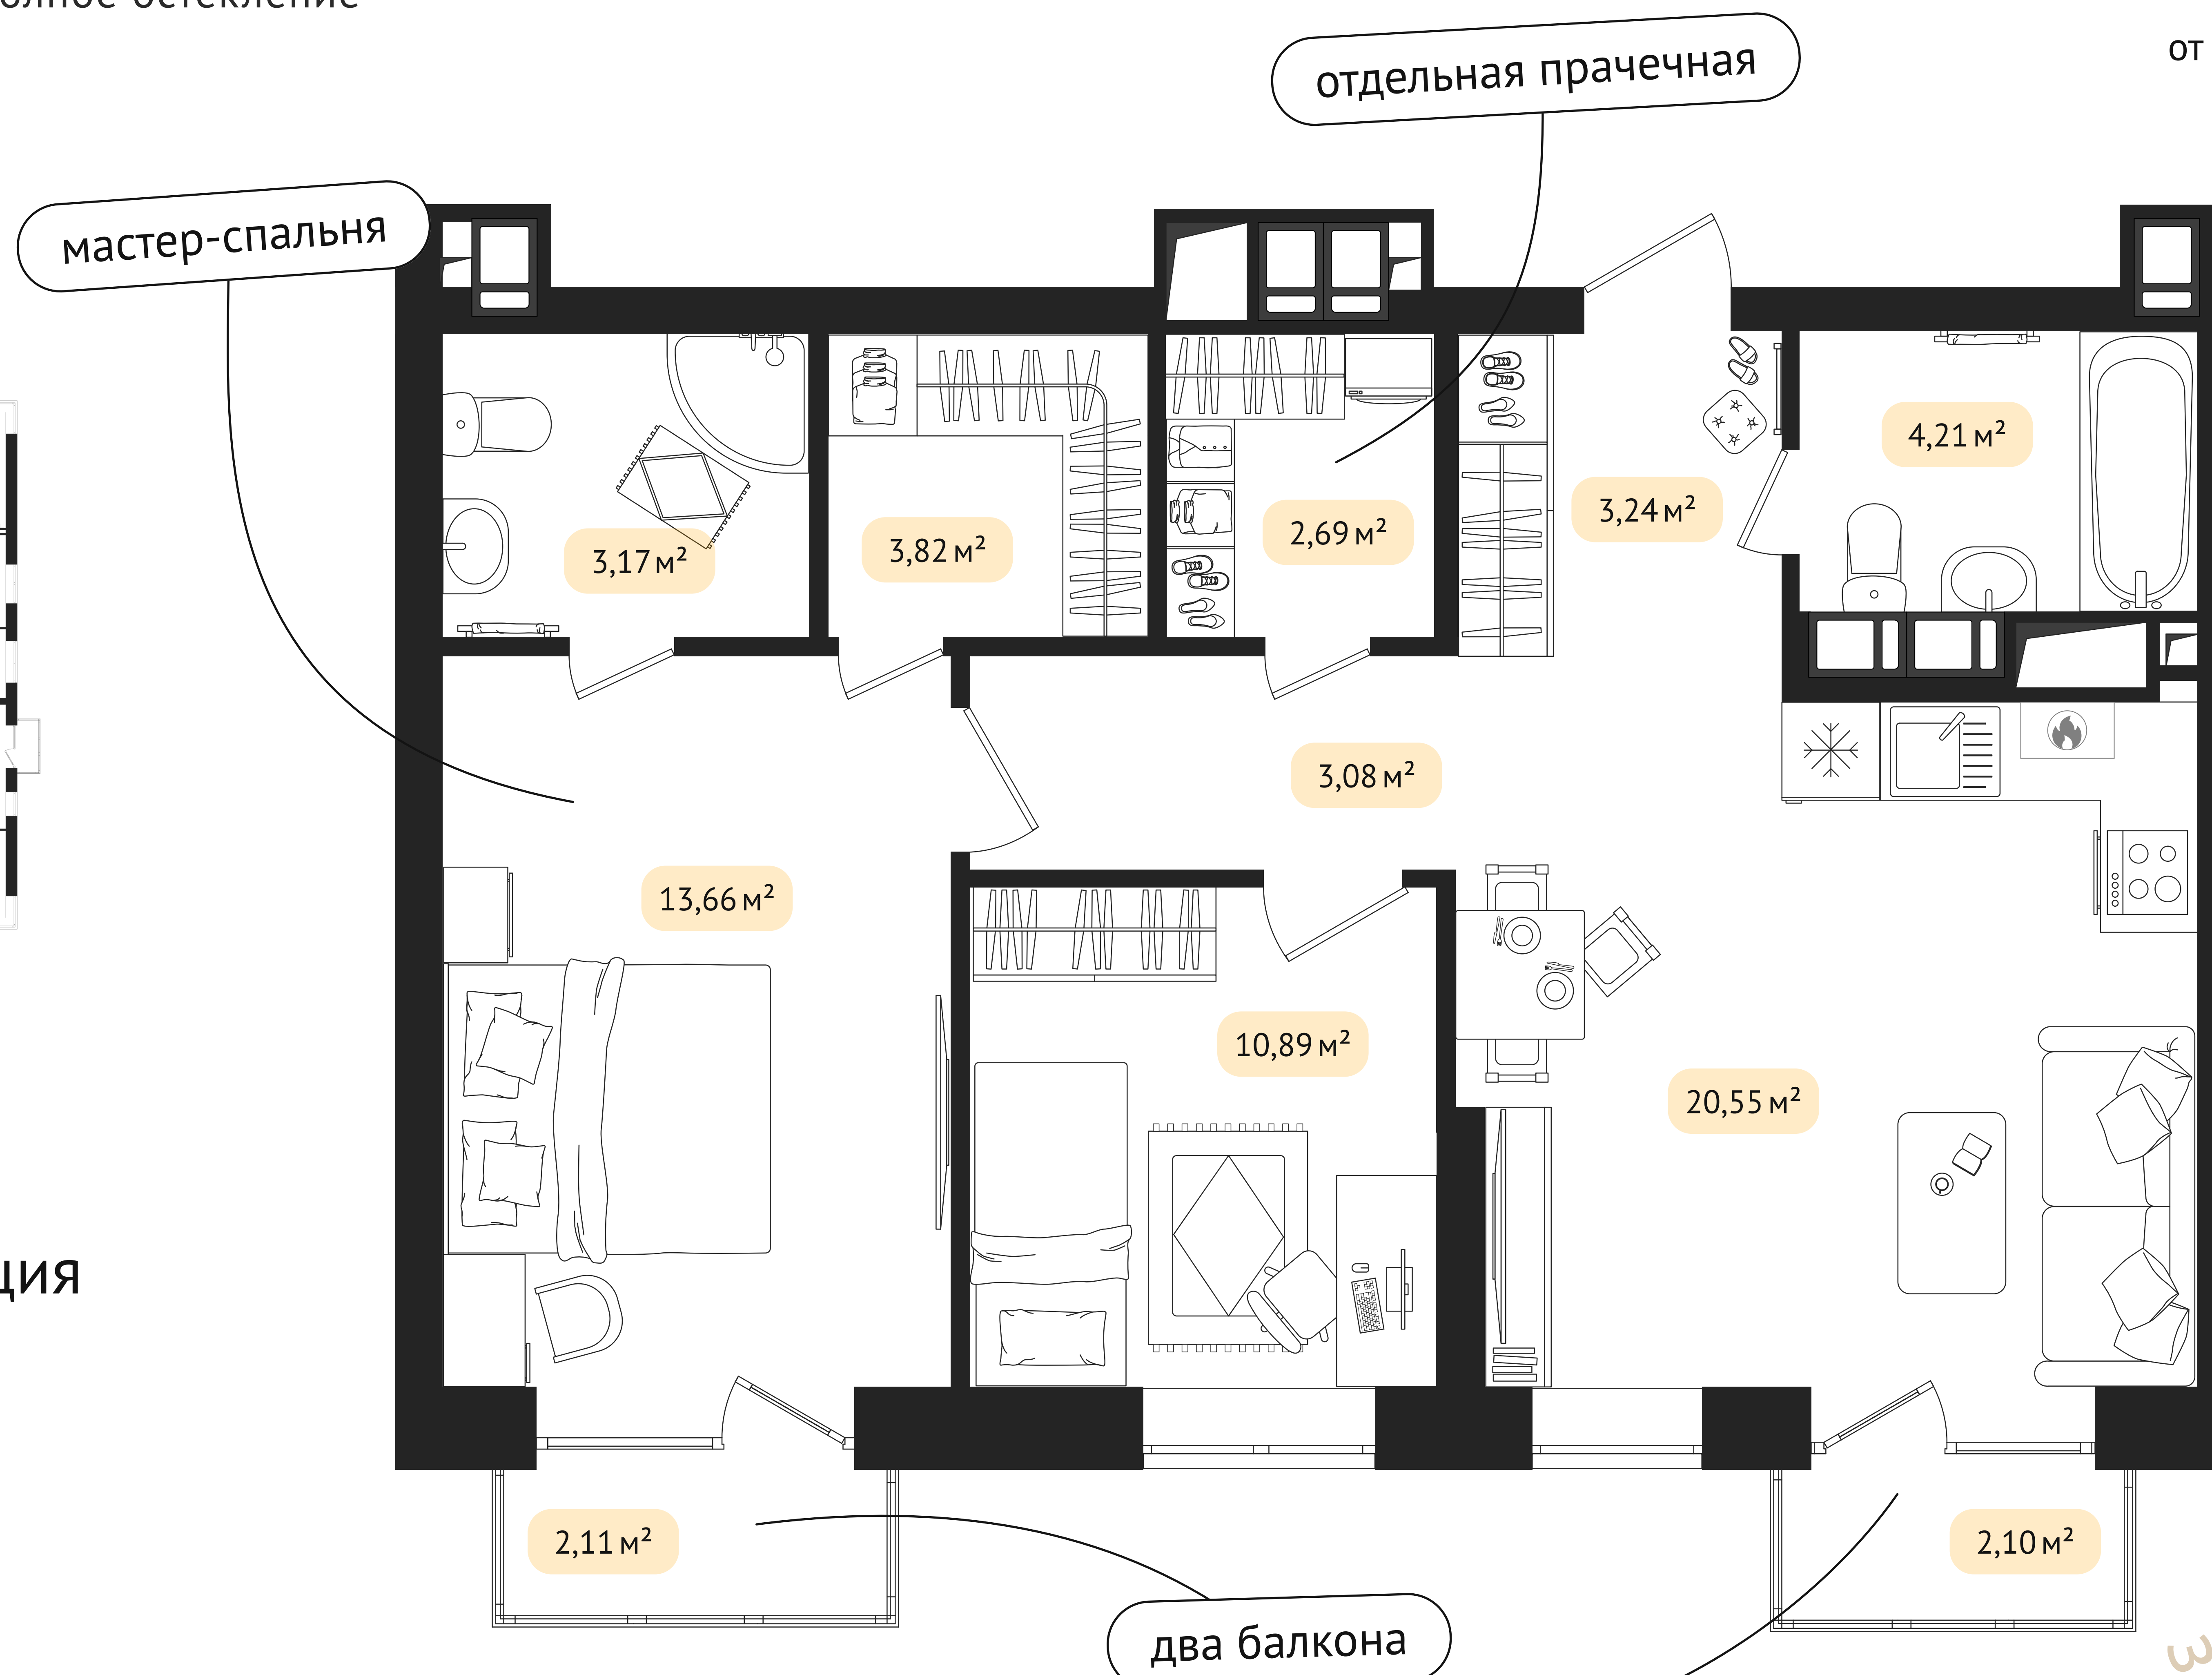 от
отдельная прачечная
мастер-спальня
4,21 м²
3,24 м²
2,69 м²
3,82 м²
3,17 м²
3,08 м²
13,66 м²
10,89 м²
20,55 м²
2,11 м²
2,10 м²
два балкона